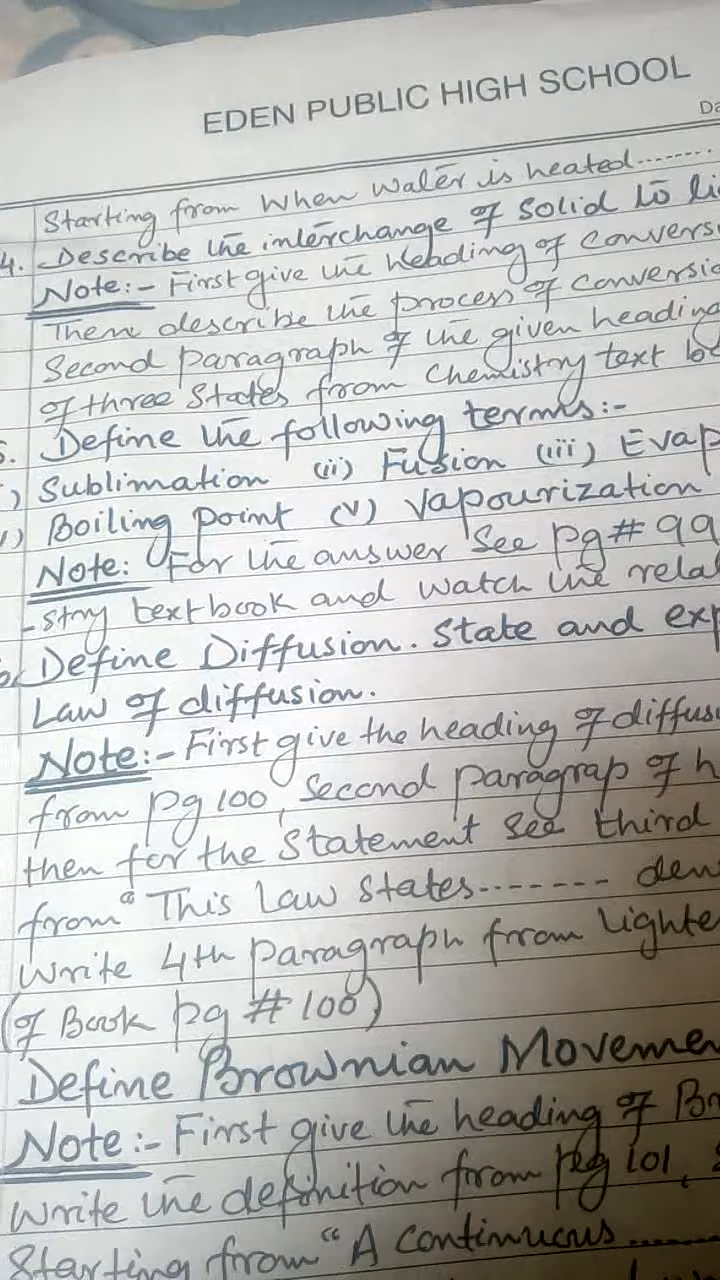 EDEN PUBLIC HIGH SCHOOL
Da
Starting from When Water is heated........
4. Describe the interchange of Solid to li
Note:- First give the Heading of Convers
Then describe the process of Conversio
Second paragraph of the given heading
of three States from Chemistry text bo
Define the following terms:-
) Sublimation (ii) Fusion (iii) Evap
) Boiling point (v) Vapourization
Note: For the answer See pg # 99
-stry textbook and watch the rela
Define Diffusion. State and exp
Law of diffusion.
Note:- First give the heading of diffusi
from pg 100, Second paragrap of h
then for the Statement See third
from "This Law States........ den
Write 4th paragraph from Lighte
(of Book pg # 100)
Define Brownian Moveme
Note:- First give the heading of Br
Write the definition from pg 101,
Starting from "A continuous.......